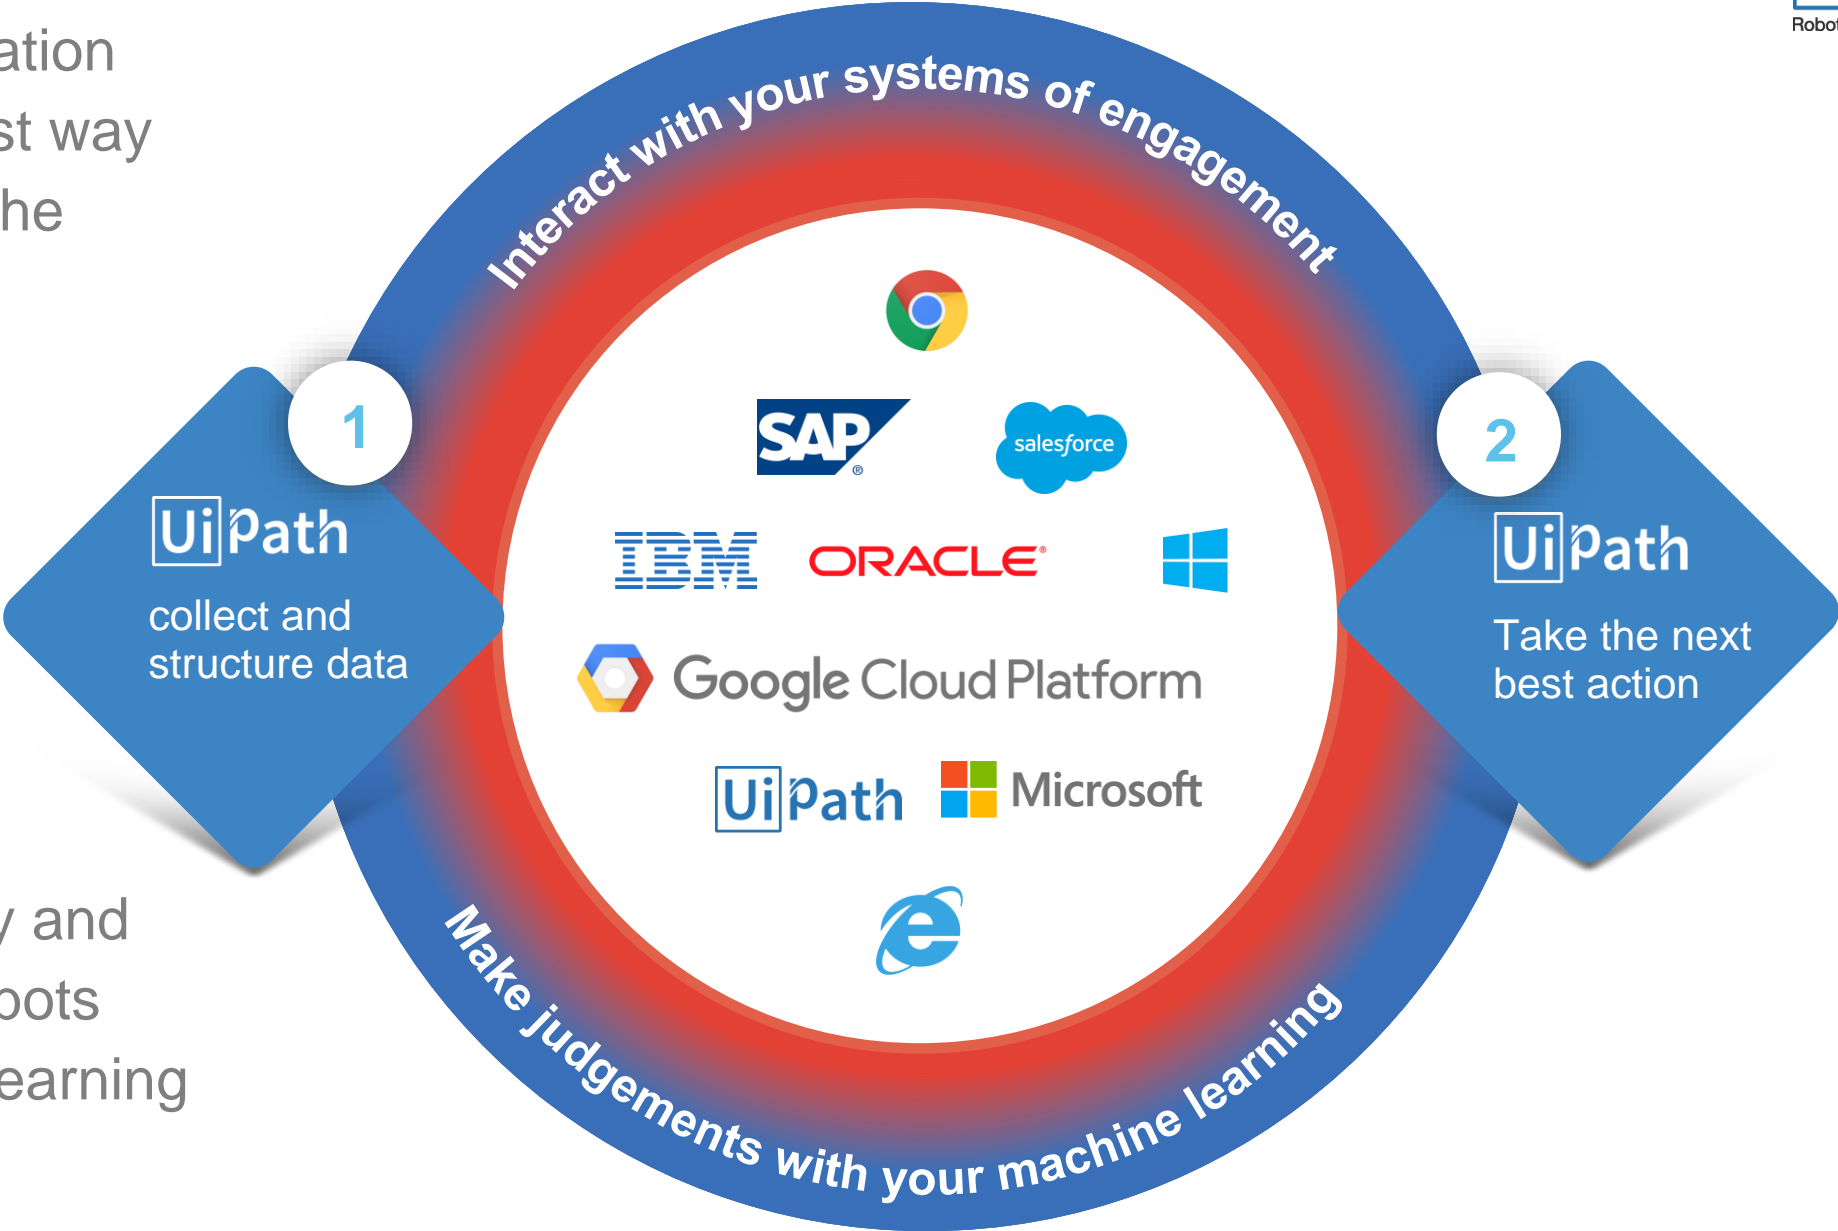 ation
st way
he
Robot
Interact with your systems of engagement
1
UiPath
collect and
structure data
SAP®
salesforce
IBM
ORACLE®
Google Cloud Platform
UiPath
Microsoft
2
UiPath
Take the next
best action
y and
bots
earning
Make judgements with your machine learning